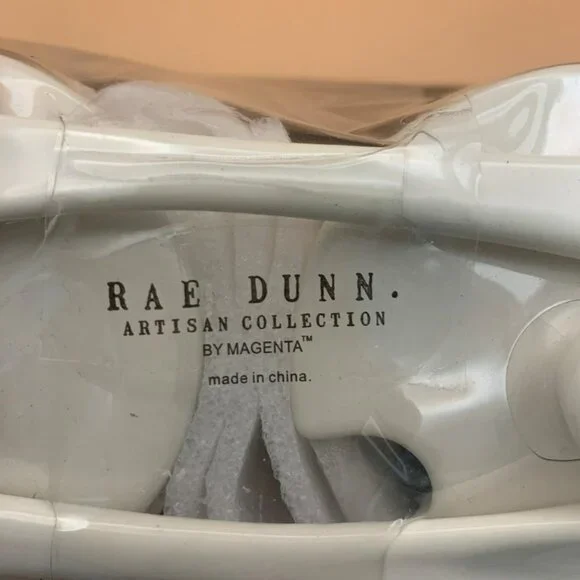 RAE DUNN.
ARTISAN COLLECTION
BY MAGENTA™
made in china.